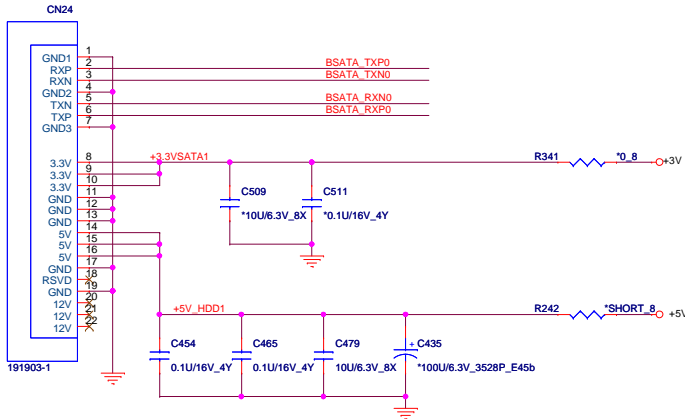 CN24
GND1 1
RXP 2 BSATA_TXP0
RXN 3 BSATA_TXN0
GND2 4
TXN 5 BSATA_RXN0
TXP 6 BSATA_RXP0
GND3 7
3.3V 8 +3.3VSATA1 R341 *0_8 +3V
3.3V 9
3.3V 10
GND 11
GND 12
GND 13
5V 14
5V 15
5V 16
GND 17
RSVD 18
GND 19
12V 20
12V 21
12V 22
191903-1
C509
*10U/6.3V_8X
C511
*0.1U/16V_4Y
+5V_HDD1 R242 *SHORT_8 +5V
C454
0.1U/16V_4Y
C465
0.1U/16V_4Y
C479
10U/6.3V_8X
+ C435
*100U/6.3V_3528P_E45b